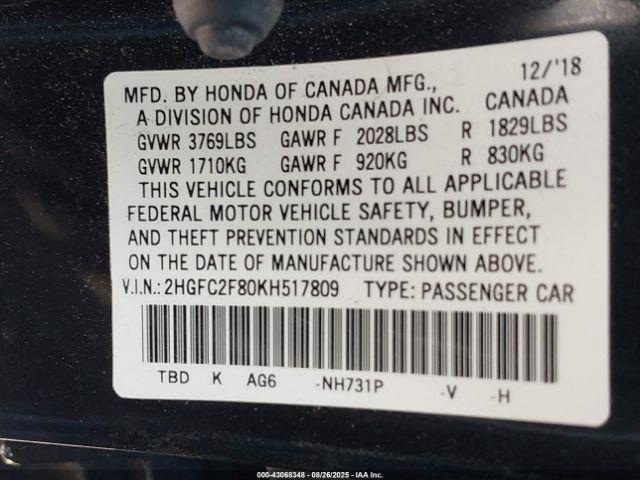 12/'18
MFD. BY HONDA OF CANADA MFG.,
A DIVISION OF HONDA CANADA INC. CANADA
GVWR 3769LBS GAWR F 2028LBS R 1829LBS
GVWR 1710KG GAWR F 920KG R 830KG
THIS VEHICLE CONFORMS TO ALL APPLICABLE
FEDERAL MOTOR VEHICLE SAFETY, BUMPER,
AND THEFT PREVENTION STANDARDS IN EFFECT
ON THE DATE OF MANUFACTURE SHOWN ABOVE.
V.I.N.: 2HGFC2F80KH517809 TYPE: PASSENGER CAR
TBD K AG6 -NH731P -V -H
000-43068348 - 08/26/2025 - IAA Inc.